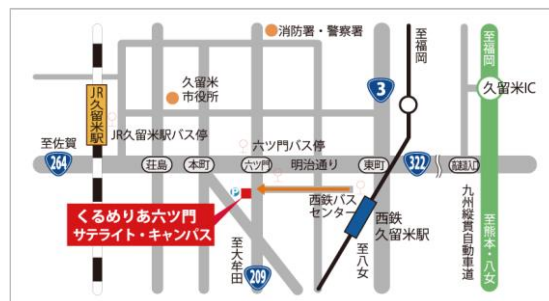 消防署・警察署
至福岡
至福岡
久留米
市役所
3
久留米IC
JR久留米駅
JR久留米駅バス停
六ツ門バス停
至佐賀
264
荘島
本町
六ツ門
明治通り
東町
322
高速入口
P
西鉄バス
センター
くるめりあ六ツ門
サテライト・キャンパス
西鉄
久留米駅
九州縦貫自動車道
至熊本・八女
至大牟田
209
至八女